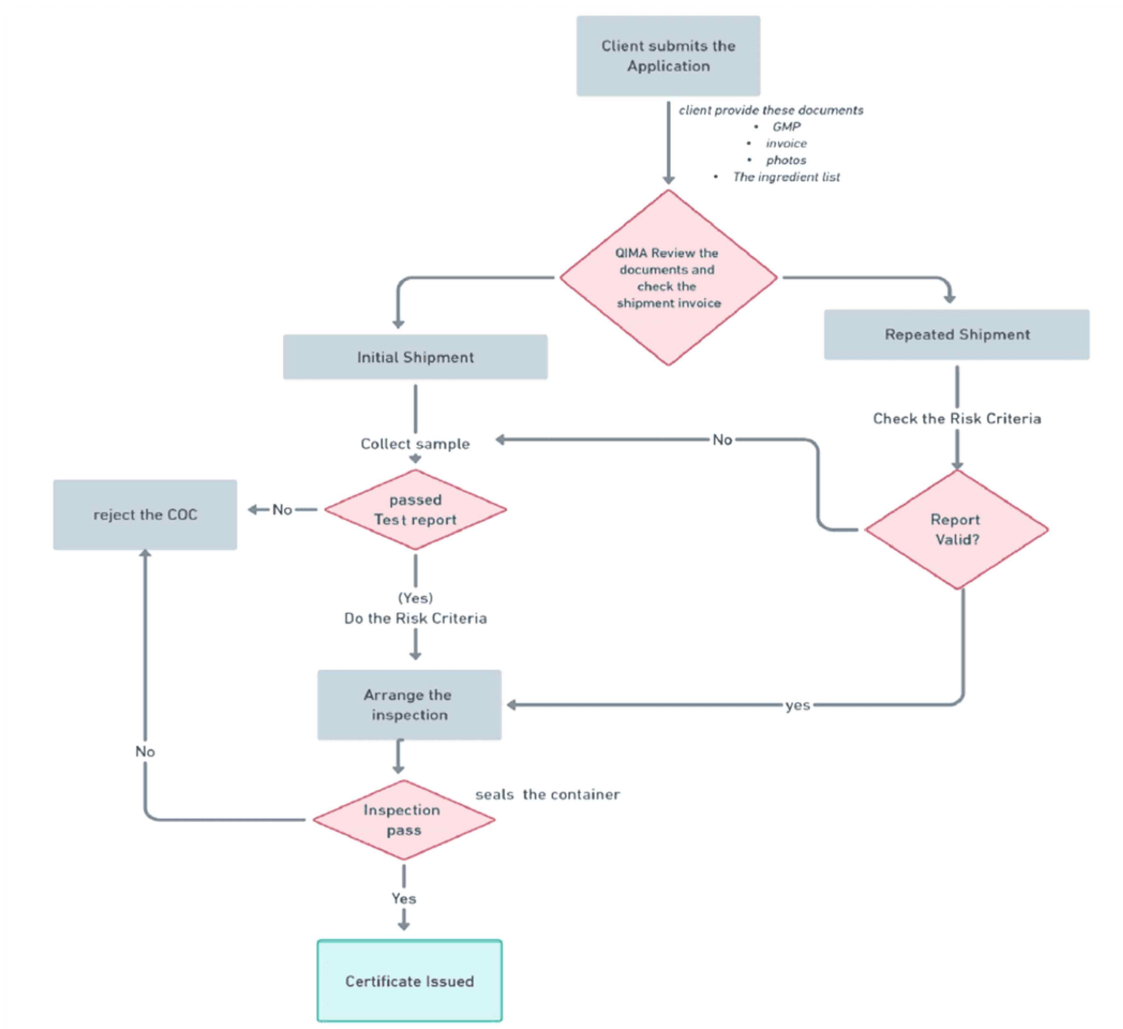 Client submits the
Application
client provide these documents
• GMP
• invoice
• photos
• The ingredient list
QIMA Review the
documents and
check the
shipment invoice
Initial Shipment
Repeated Shipment
Check the Risk Criteria
Collect sample
No
passed
Test report
No
reject the COC
Report
Valid?
(Yes)
Do the Risk Criteria
Arrange the
inspection
yes
No
seals the container
Inspection
pass
Yes
Certificate Issued